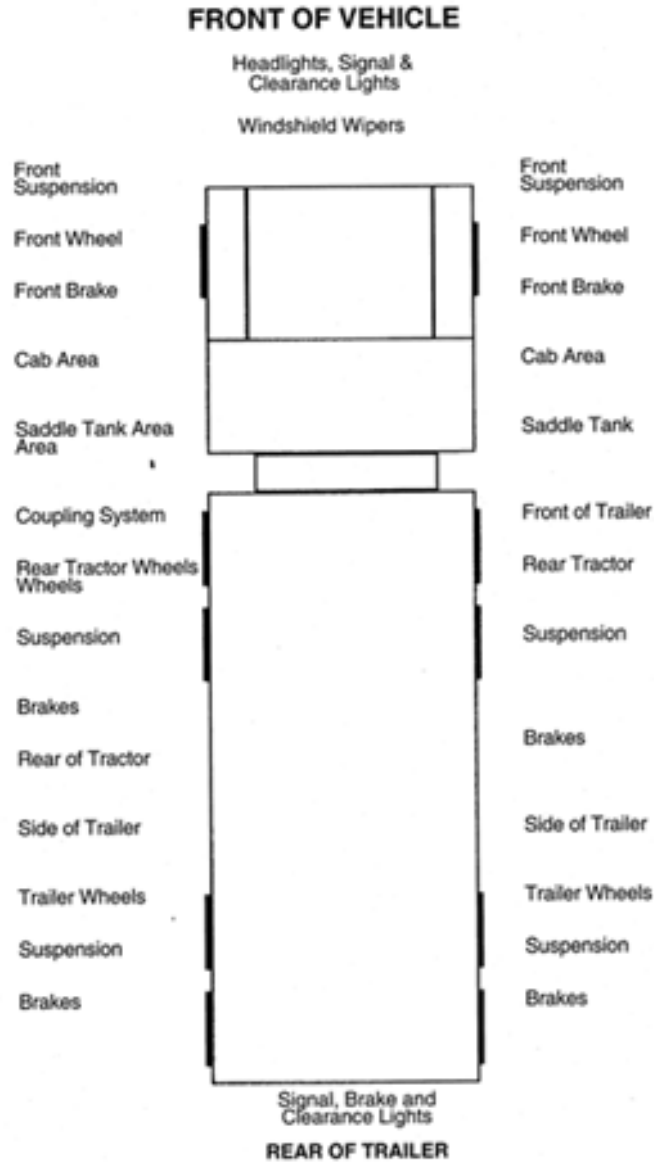 FRONT OF VEHICLE
Headlights, Signal &
Clearance Lights
Windshield Wipers
Front
Suspension
Front Wheel
Front Brake
Cab Area
Saddle Tank Area
Area
Coupling System
Rear Tractor Wheels
Wheels
Suspension
Brakes
Rear of Tractor
Side of Trailer
Trailer Wheels
Suspension
Brakes
Front
Suspension
Front Wheel
Front Brake
Cab Area
Saddle Tank
Front of Trailer
Rear Tractor
Suspension
Brakes
Side of Trailer
Trailer Wheels
Suspension
Brakes
Signal, Brake and
Clearance Lights
REAR OF TRAILER